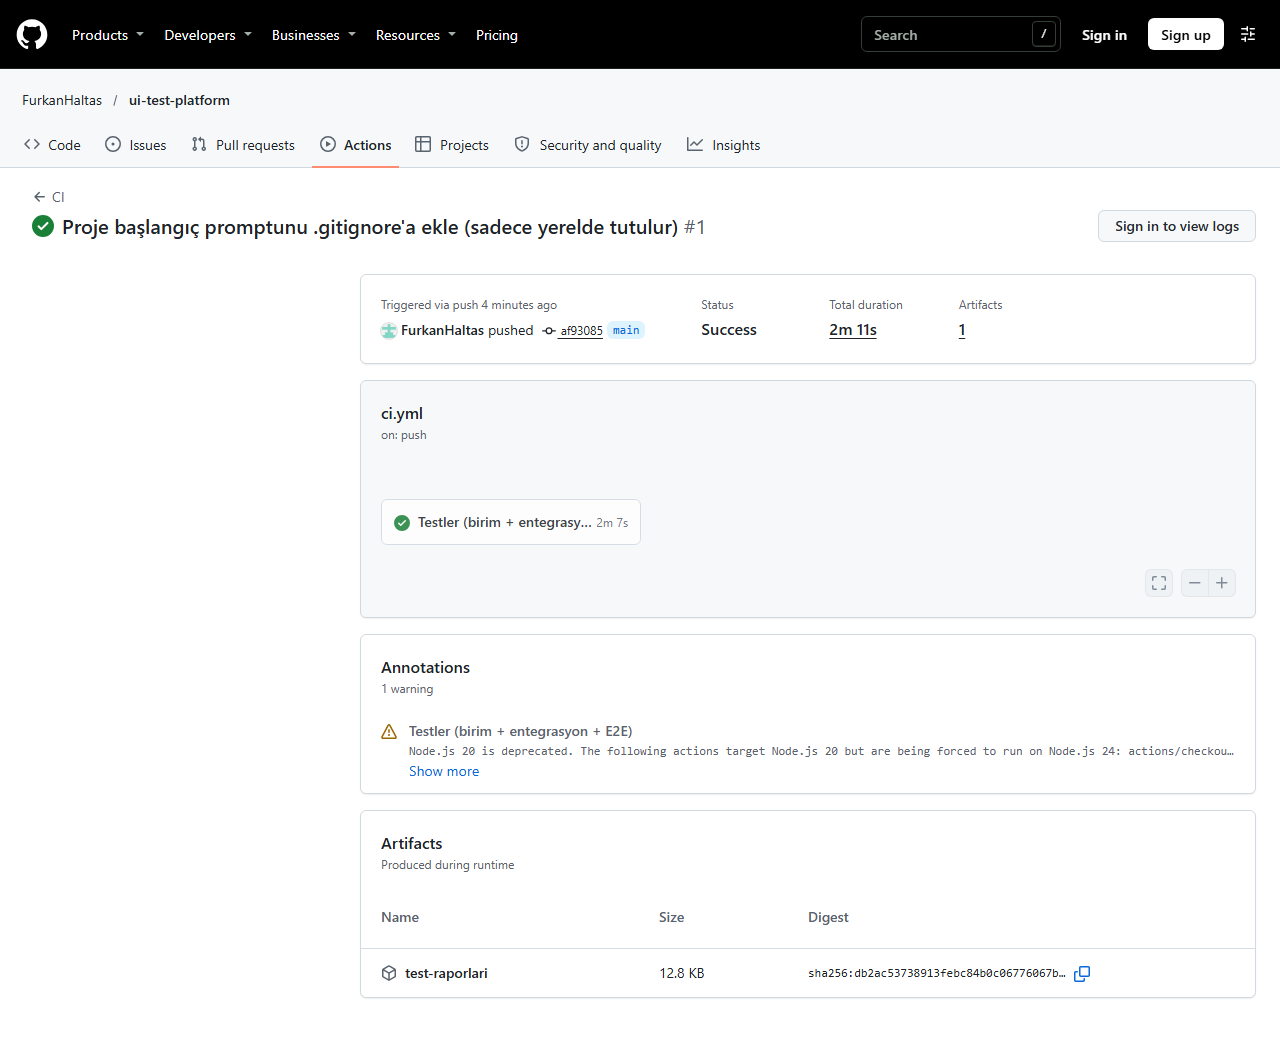 Products Developers Businesses Resources Pricing Search / Sign in Sign up
FurkanHaltas / ui-test-platform
Code Issues Pull requests Actions Projects Security and quality Insights
CI
Proje başlangıç promptunu .gitignore'a ekle (sadece yerelde tutulur) #1
Sign in to view logs
Triggered via push 4 minutes ago Status Total duration Artifacts
FurkanHaltas pushed af93085 main Success 2m 11s 1
ci.yml
on: push
Testler (birim + entegrasy... 2m 7s
Annotations
1 warning
Testler (birim + entegrasyon + E2E)
Node.js 20 is deprecated. The following actions target Node.js 20 but are being forced to run on Node.js 24: actions/checkou…
Show more
Artifacts
Produced during runtime
Name Size Digest
test-raporlari 12.8 KB sha256:db2ac53738913febc84b0c06776067b…